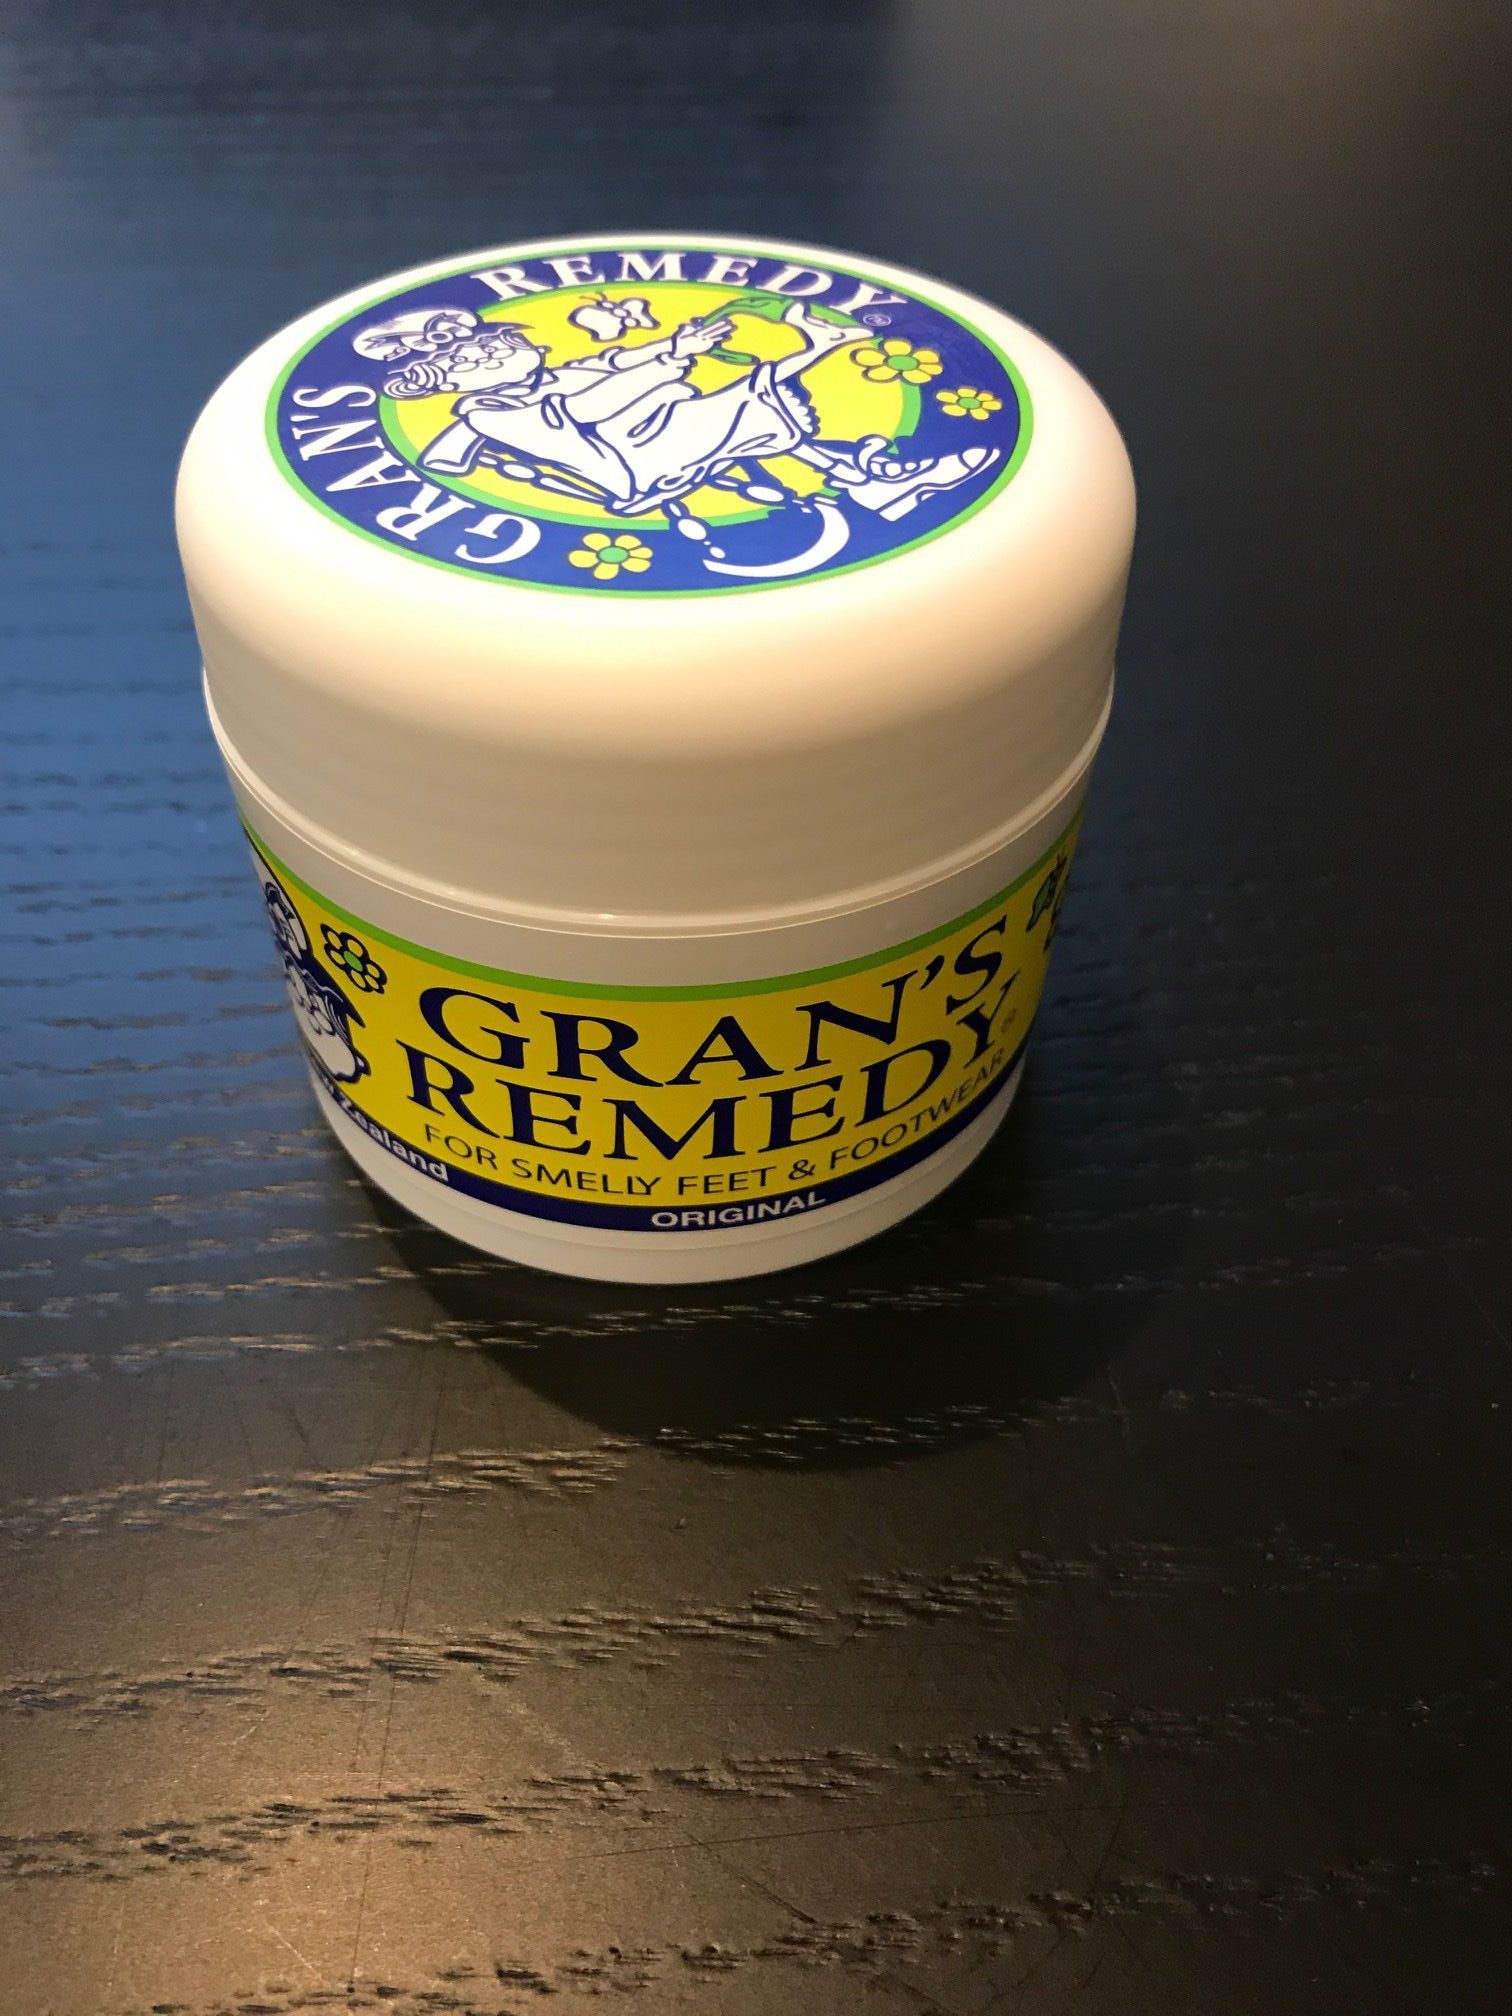 GRAN'S REMEDY
GRAN'S
REMEDY
FOR SMELLY FEET & FOOTWEAR
Zealand
ORIGINAL